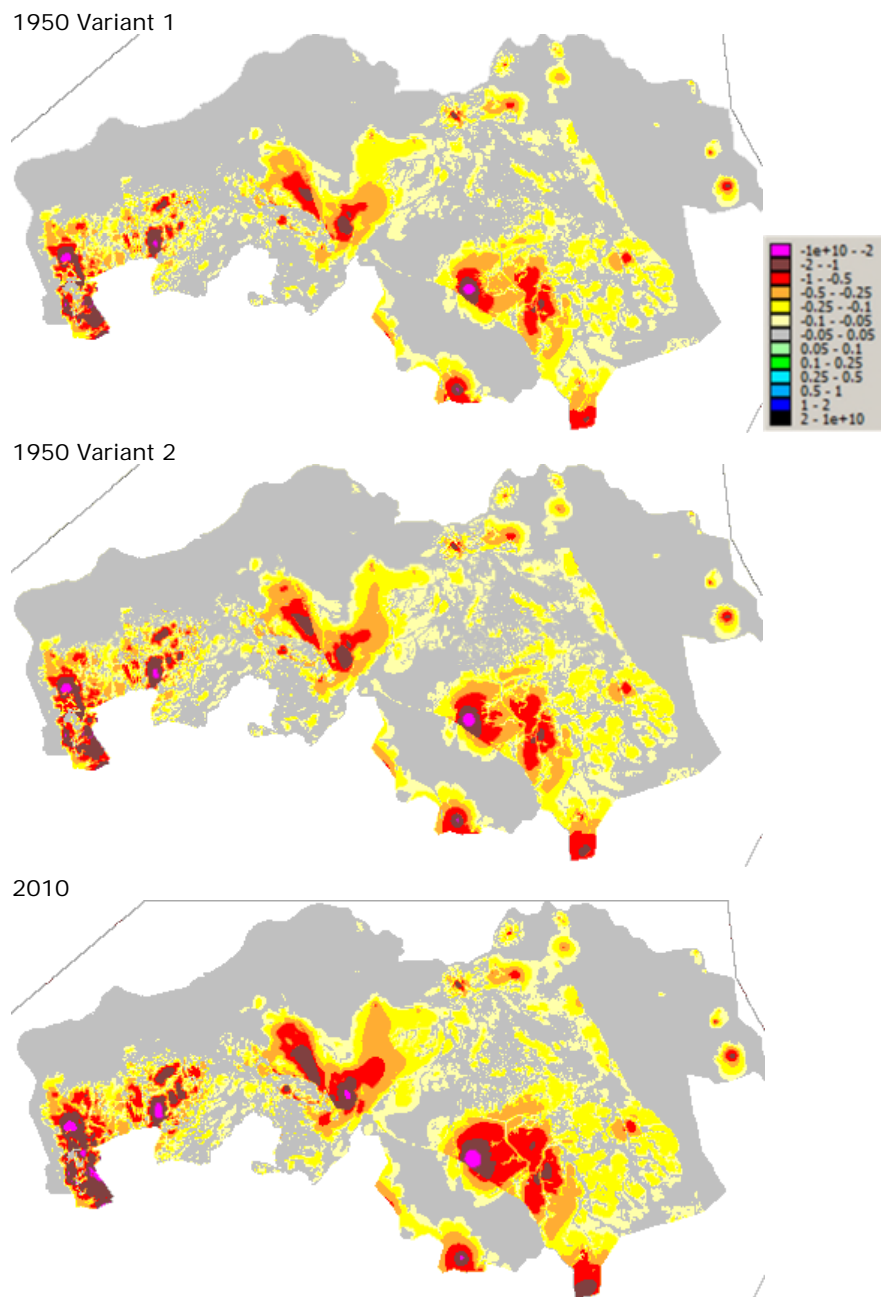 1950 Variant 1
-1e+10 - -2
-2 - -1
-1 - -0.5
-0.5 - -0.25
-0.25 - -0.1
-0.1 - -0.05
-0.05 - 0.05
0.05 - 0.1
0.1 - 0.25
0.25 - 0.5
0.5 - 1
1 - 2
2 - 1e+10
1950 Variant 2
2010